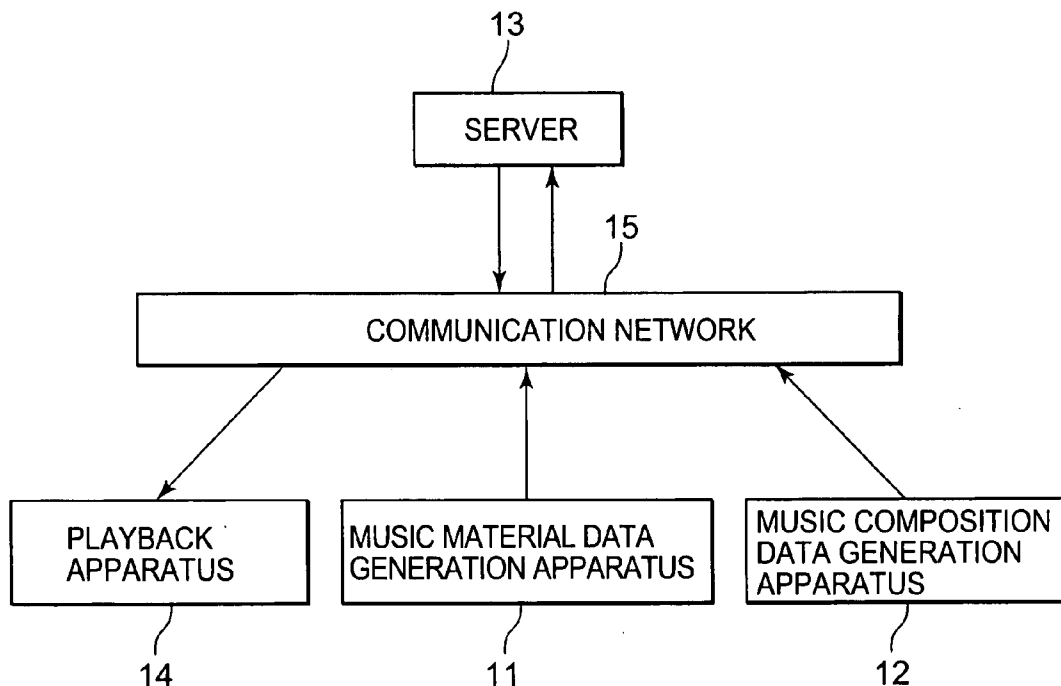 13
SERVER
15
COMMUNICATION NETWORK
PLAYBACK
APPARATUS
MUSIC MATERIAL DATA
GENERATION APPARATUS
MUSIC COMPOSITION
DATA GENERATION
APPARATUS
14
11
12